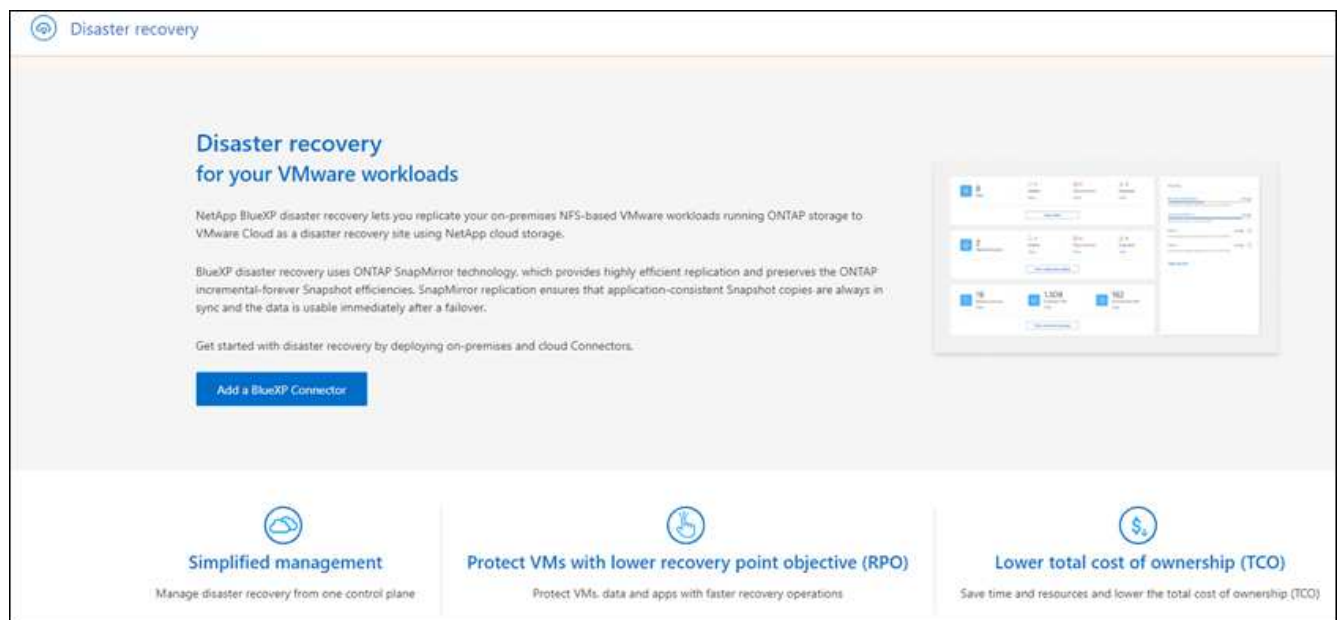 Disaster recovery
Disaster recovery
for your VMware workloads
NetApp BlueXP disaster recovery lets you replicate your on-premises NFS-based VMware workloads running ONTAP storage to
VMware Cloud as a disaster recovery site using NetApp cloud storage.
BlueXP disaster recovery uses ONTAP SnapMirror technology, which provides highly efficient replication and preserves the ONTAP
incremental-forever Snapshot efficiencies. SnapMirror replication ensures that application-consistent Snapshot copies are always in
sync and the data is usable immediately after a failover.
Get started with disaster recovery by deploying on-premises and cloud Connectors.
Add a BlueXP Connector
Simplified management
Manage disaster recovery from one control plane
Protect VMs with lower recovery point objective (RPO)
Protect VMs, data and apps with faster recovery operations
Lower total cost of ownership (TCO)
Save time and resources and lower the total cost of ownership (TCO)